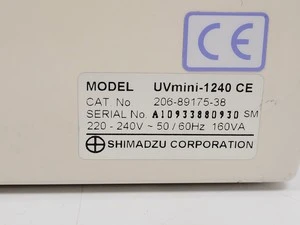 CE
MODEL UVmini-1240 CE
CAT No 206-89175-38
SERIAL No A10933880930 SM
220 - 240V ~ 50 / 60Hz 160VA
SHIMADZU CORPORATION